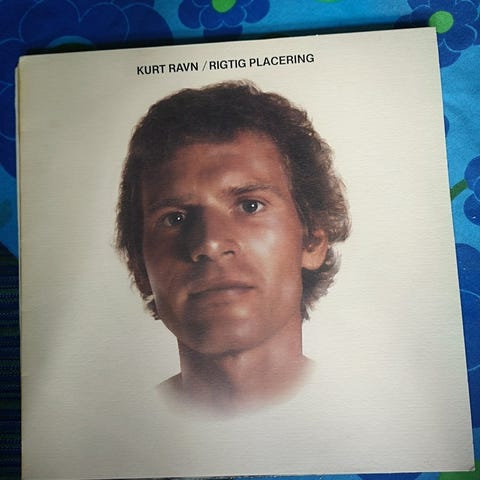 KURT RAVN / RIGTIG PLACERING